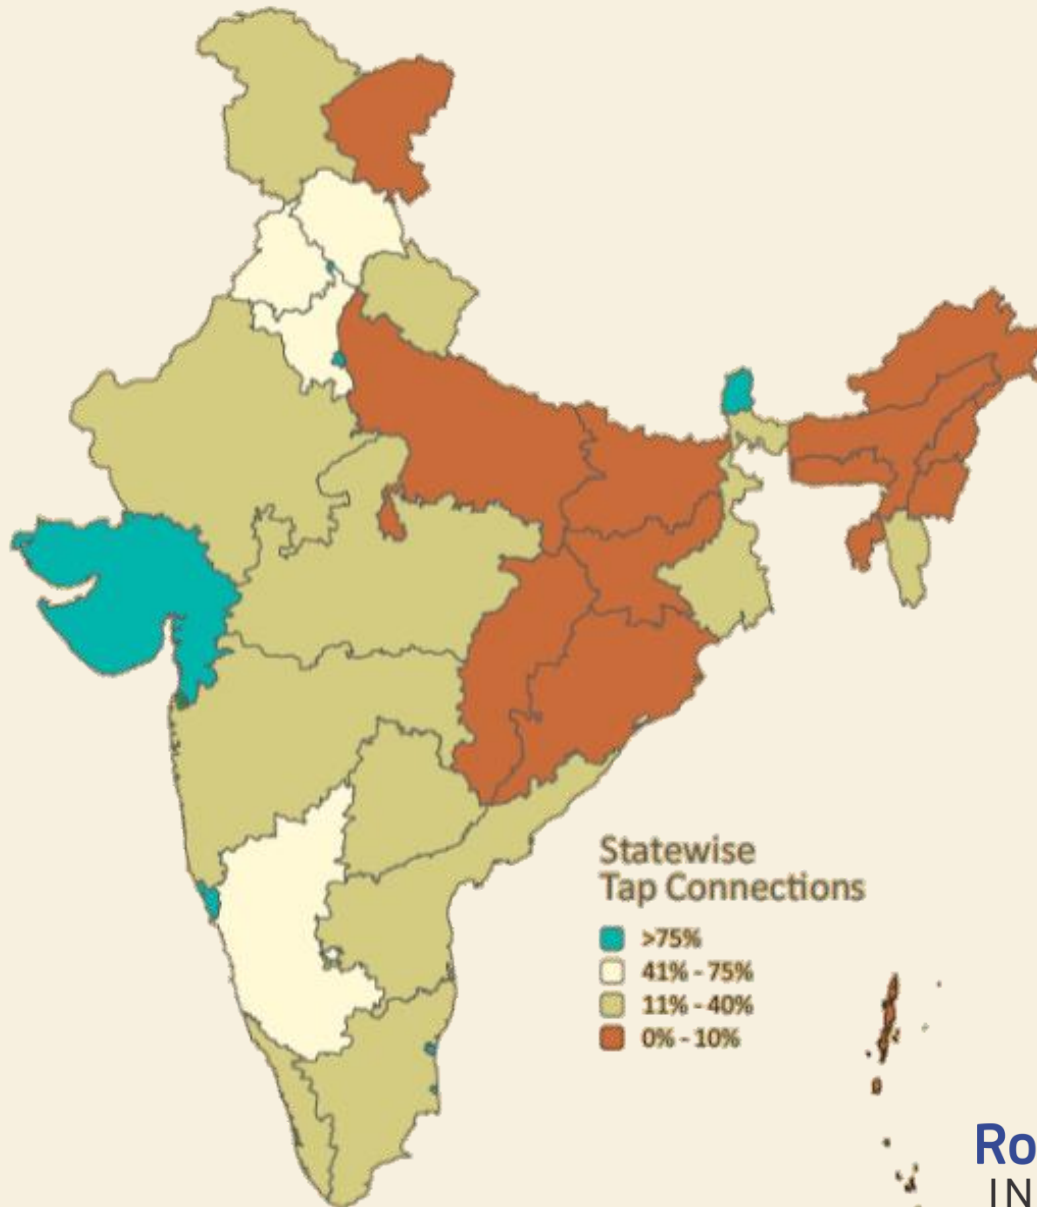 Statewise
Tap Connections
>75%
41% - 75%
11% - 40%
0% - 10%
Ro
IN